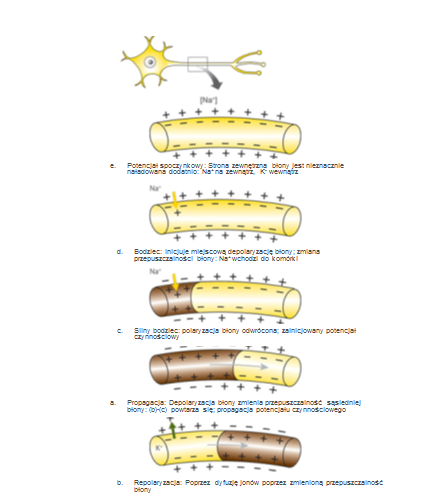 [Na⁺]
e. Potencjał spoczynkowy: Strona zewnętrzna błony jest nieznacznie
naładowana dodatnio: Na⁺ na zewnątrz, K⁺ wewnątrz
Na⁺
d. Bodziec: inicjuje miejscową depolaryzację błony; zmiana
przepuszczalności błony: Na⁺ wchodzi do komórki
Na⁺
c. Silny bodziec: polaryzacja błony odwrócona; zainicjowany potencjał
czynnościowy
a. Propagacja: Depolaryzacja błony zmienia przepuszczalność sąsiedniej
błony: (b)-(c) powtarza się; propagacja potencjału czynnościowego
K⁺
b. Repolaryzacja: Poprzez dyfuzję jonów poprzez zmienioną przepuszczalność
błony